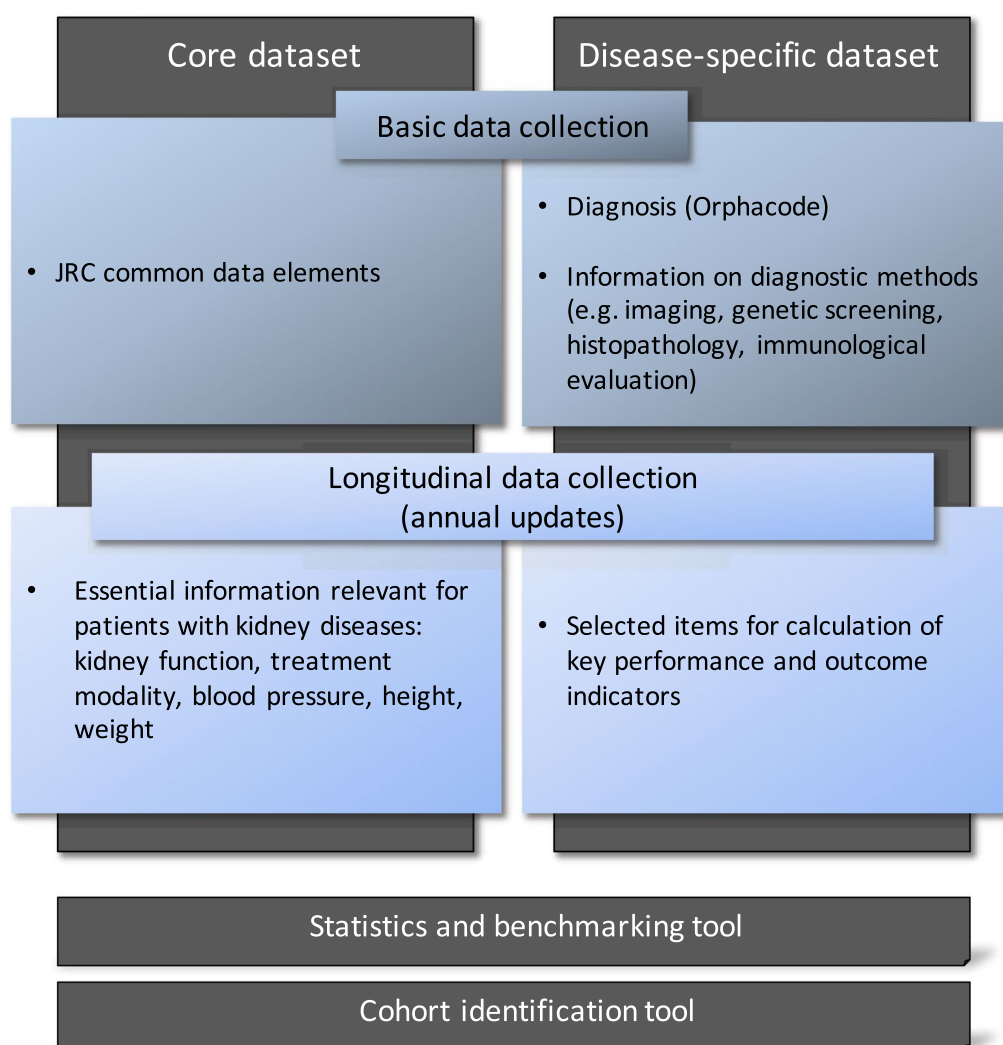 Core dataset
Disease-specific dataset
Basic data collection
• JRC common data elements
• Diagnosis (Orphacode)
• Information on diagnostic methods
(e.g. imaging, genetic screening,
histopathology, immunological
evaluation)
Longitudinal data collection
(annual updates)
• Essential information relevant for
patients with kidney diseases:
kidney function, treatment
modality, blood pressure, height,
weight
• Selected items for calculation of
key performance and outcome
indicators
Statistics and benchmarking tool
Cohort identification tool